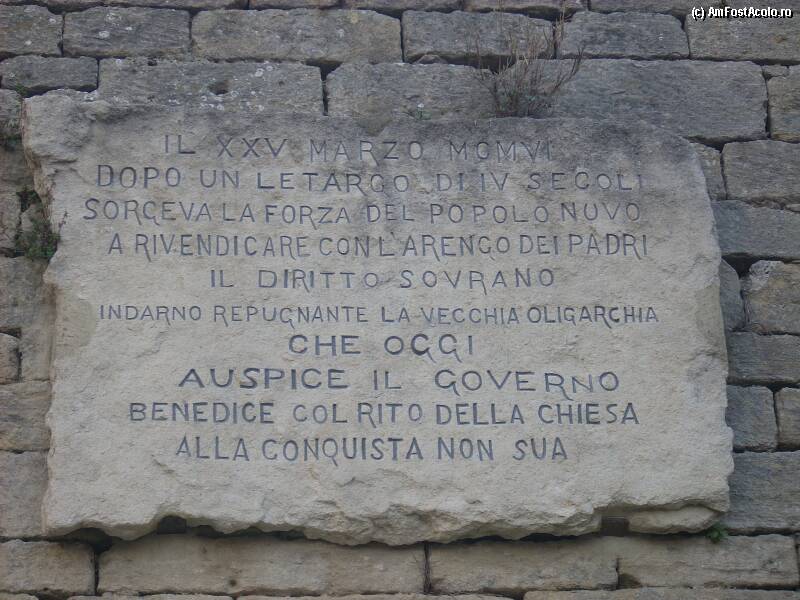 (c) AmFostAcolo.ro
IL XXV MARZO MCMVI
DOPO UN LETARGO DI IV SECOLI
SORGEVA LA FORZA DEL POPOLO NUVO
A RIVENDICARE CON L'ARENGO DEI PADRI
IL DIRITTO SOVRANO
INDARNO REPUGNANTE LA VECCHIA OLIGARCHIA
CHE OGGI
AUSPICE IL GOVERNO
BENEDICE COL RITO DELLA CHIESA
ALLA CONQUISTA NON SUA